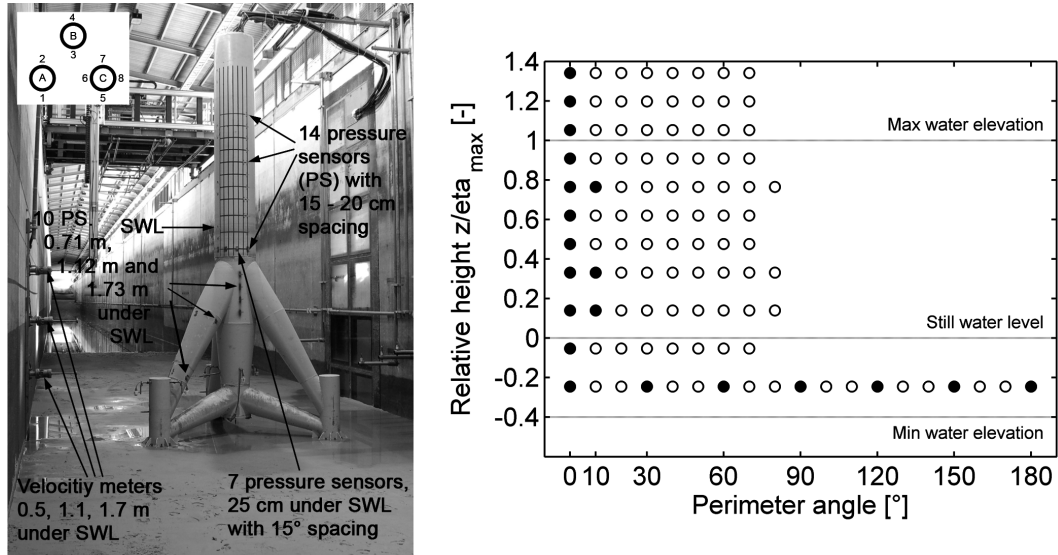 4
B
2
3
7
A
6
C
8
1
5
14 pressure
sensors
(PS) with
15 - 20 cm
spacing
10 PS.
SWL
0.71 m,
1.12 m and
1.73 m
under
SWL
Velocitiy meters
0.5, 1.1, 1.7 m
under SWL
7 pressure sensors,
25 cm under SWL
with 15° spacing
Relative height z/eta_max [-]
1.4
1.2
1
0.8
0.6
0.4
0.2
0
-0.2
-0.4
Max water elevation
Still water level
Min water elevation
0 10 30 60 90 120 150 180
Perimeter angle [°]